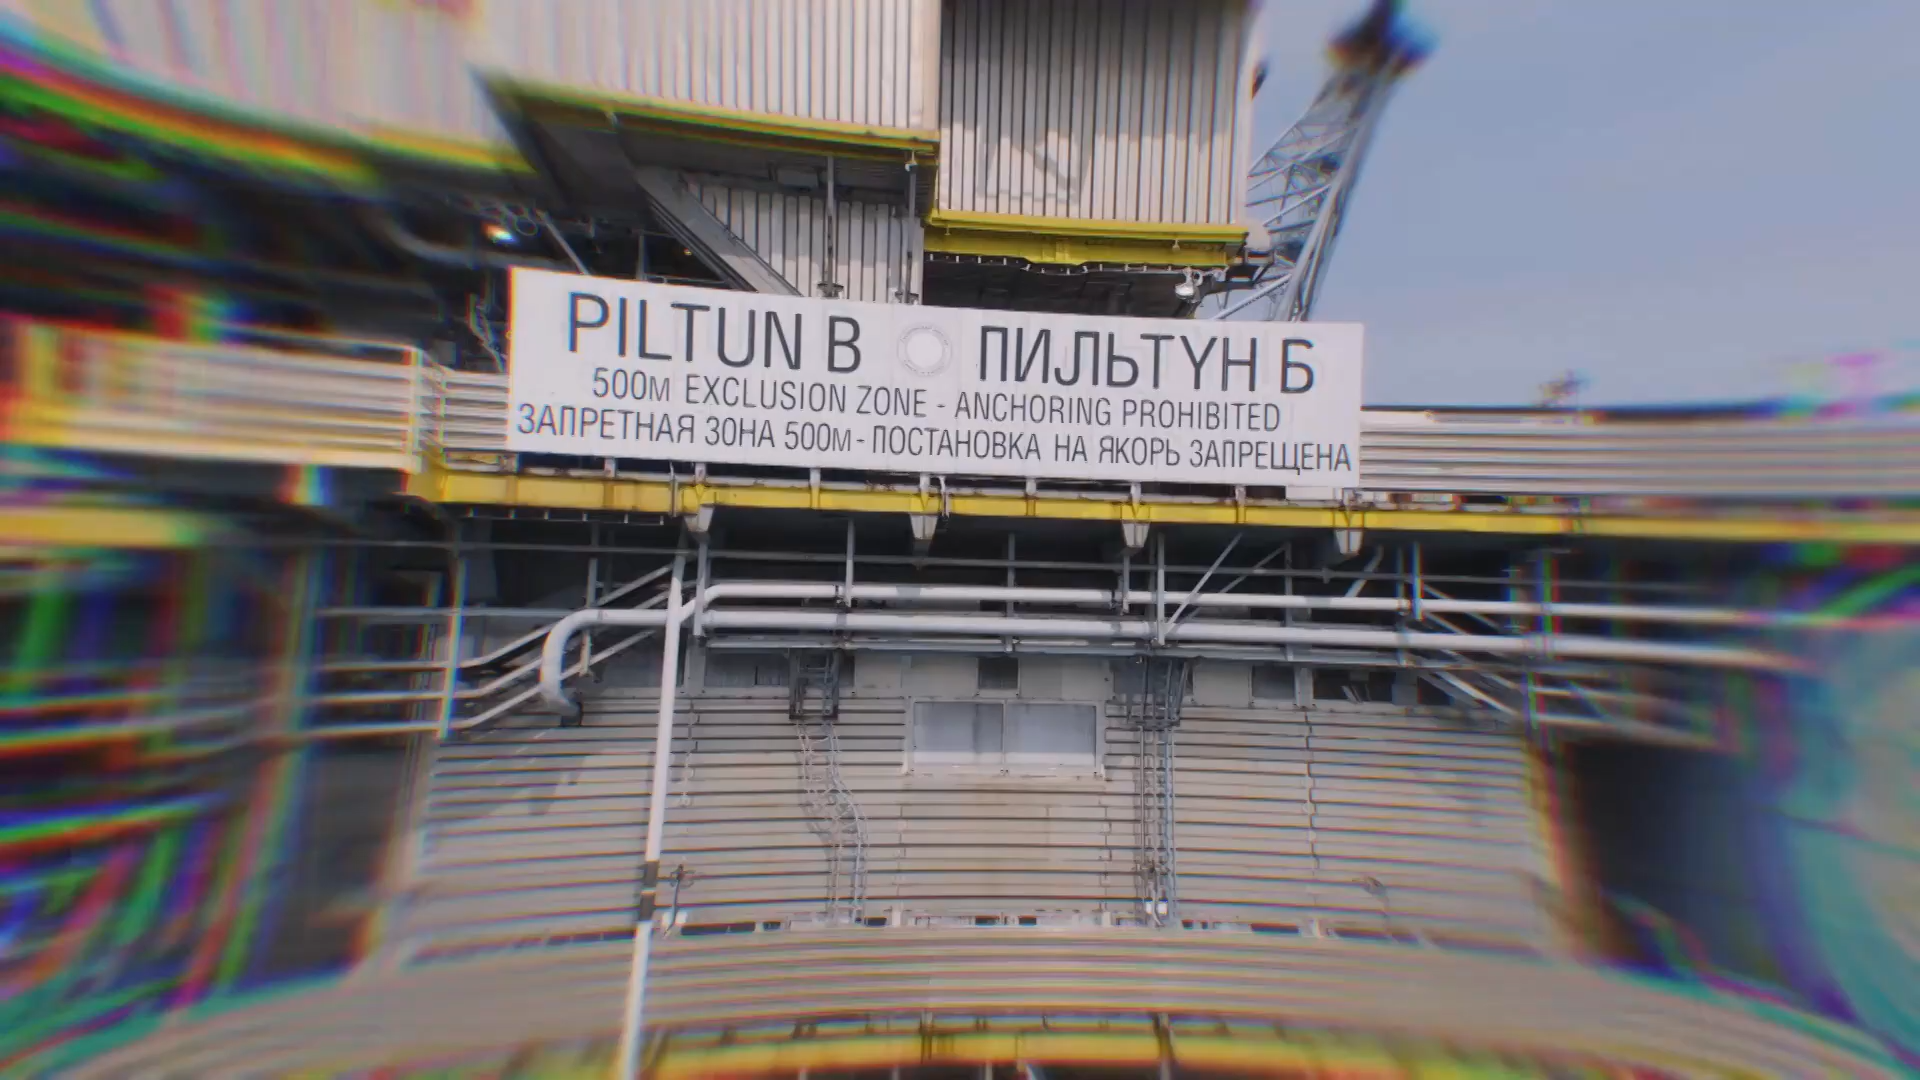 PILTUN B ПИЛЬТУН Б
500м EXCLUSION ZONE - ANCHORING PROHIBITED
ЗАПРЕТНАЯ ЗОНА 500м - ПОСТАНОВКА НА ЯКОРЬ ЗАПРЕЩЕНА